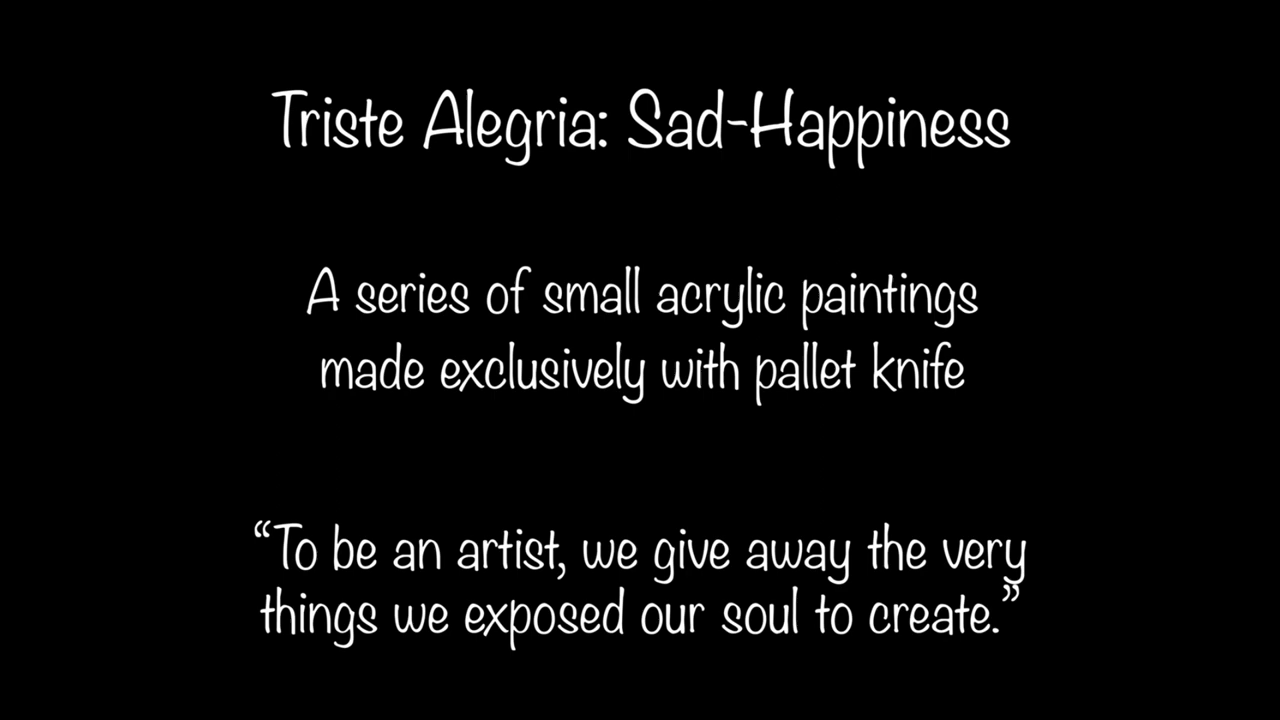 Triste Alegria: Sad-Happiness
A series of small acrylic paintings
made exclusively with pallet knife
“To be an artist, we give away the very
things we exposed our soul to create.”